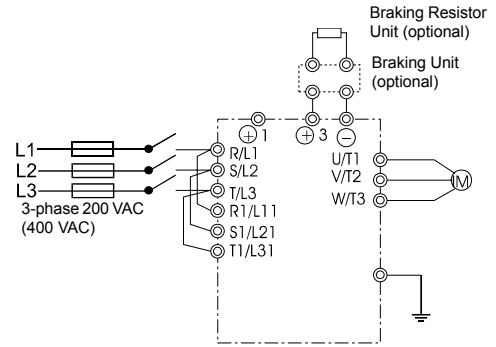 Braking Resistor
Unit (optional)
Braking Unit
(optional)
+ 1
+ 3
−
L1
L2
L3
3-phase 200 VAC
(400 VAC)
R/L1
S/L2
T/L3
R1/L11
S1/L21
T1/L31
U/T1
V/T2
W/T3
M